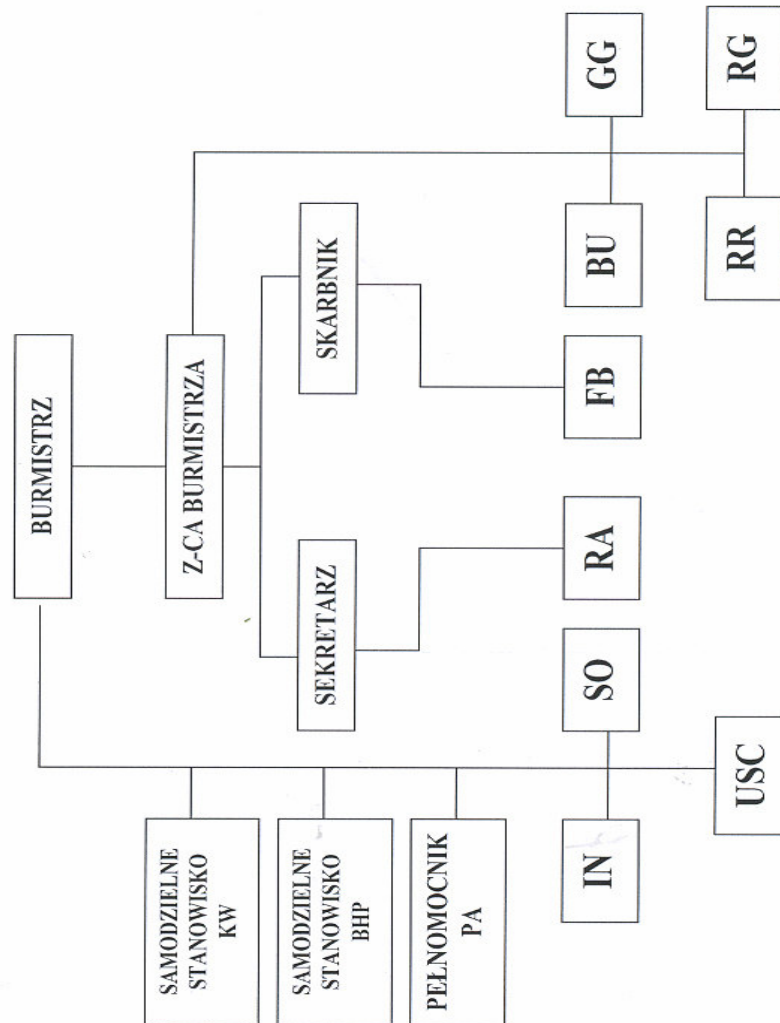 BURMISTRZ
Z-CA BURMISTRZA
SEKRETARZ
SKARBNIK
SAMODZIELNE
STANOWISKO
KW
SAMODZIELNE
STANOWISKO
BHP
PEŁNOMOCNIK
PA
IN
SO
RA
FB
BU
GG
USC
RR
RG